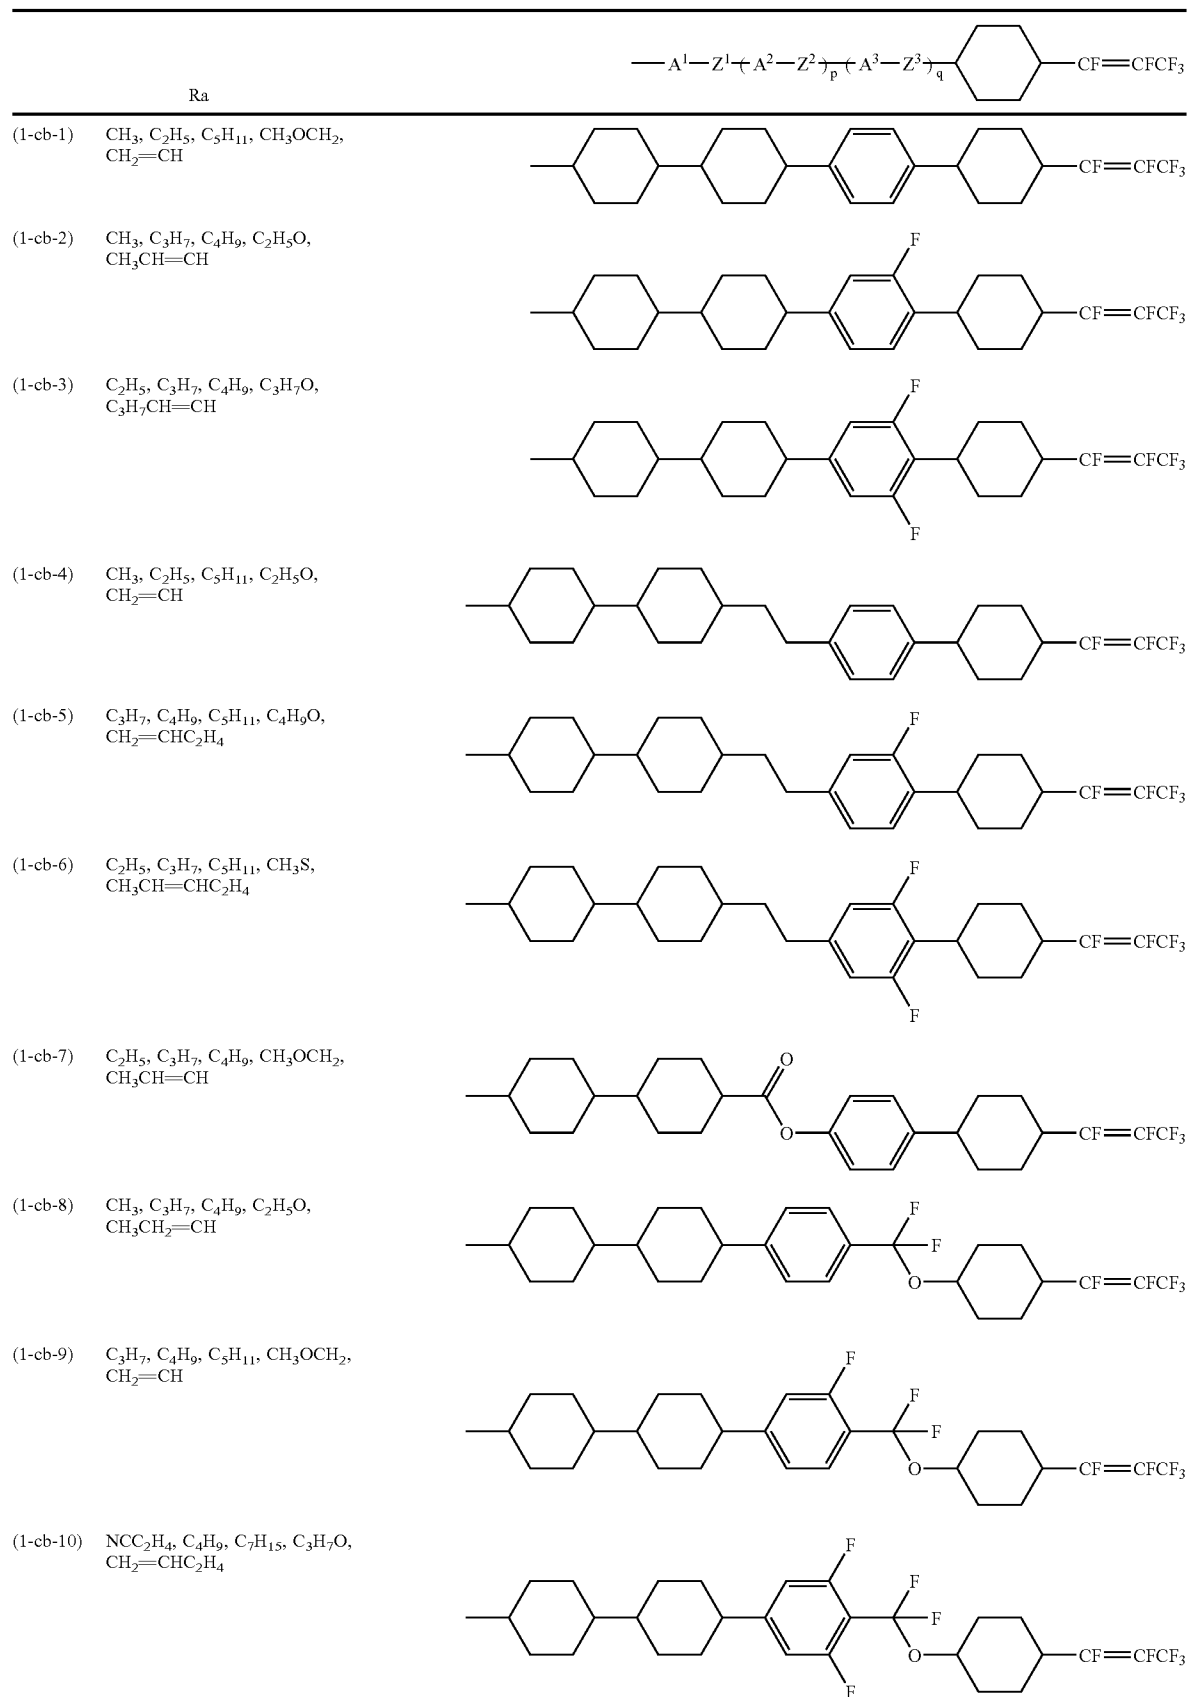 —A¹—Z¹—(A²—Z²)p—(A³—Z³)q— —CF=CFCF₃
Ra
(1-cb-1) CH₃, C₂H₅, C₅H₁₁, CH₃OCH₂,
CH₂=CH
CF=CFCF₃
(1-cb-2) CH₃, C₃H₇, C₄H₉, C₂H₅O,
CH₃CH=CH
F
CF=CFCF₃
(1-cb-3) C₂H₅, C₃H₇, C₄H₉, C₃H₇O,
C₃H₇CH=CH
F
CF=CFCF₃
F
(1-cb-4) CH₃, C₂H₅, C₅H₁₁, C₂H₅O,
CH₂=CH
CF=CFCF₃
(1-cb-5) C₃H₇, C₄H₉, C₅H₁₁, C₄H₉O,
CH₂=CHC₂H₄
F
CF=CFCF₃
(1-cb-6) C₂H₅, C₃H₇, C₅H₁₁, CH₃S,
CH₃CH=CHC₂H₄
F
CF=CFCF₃
F
(1-cb-7) C₂H₅, C₃H₇, C₄H₉, CH₃OCH₂,
CH₃CH=CH
O
O
CF=CFCF₃
(1-cb-8) CH₃, C₃H₇, C₄H₉, C₂H₅O,
CH₃CH₂=CH
F
F
O
CF=CFCF₃
(1-cb-9) C₃H₇, C₄H₉, C₅H₁₁, CH₃OCH₂,
CH₂=CH
F
F
F
O
CF=CFCF₃
(1-cb-10) NCC₂H₄, C₄H₉, C₇H₁₅, C₃H₇O,
CH₂=CHC₂H₄
F
F
F
O
CF=CFCF₃
F